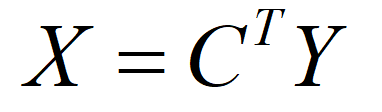 X = C^T Y